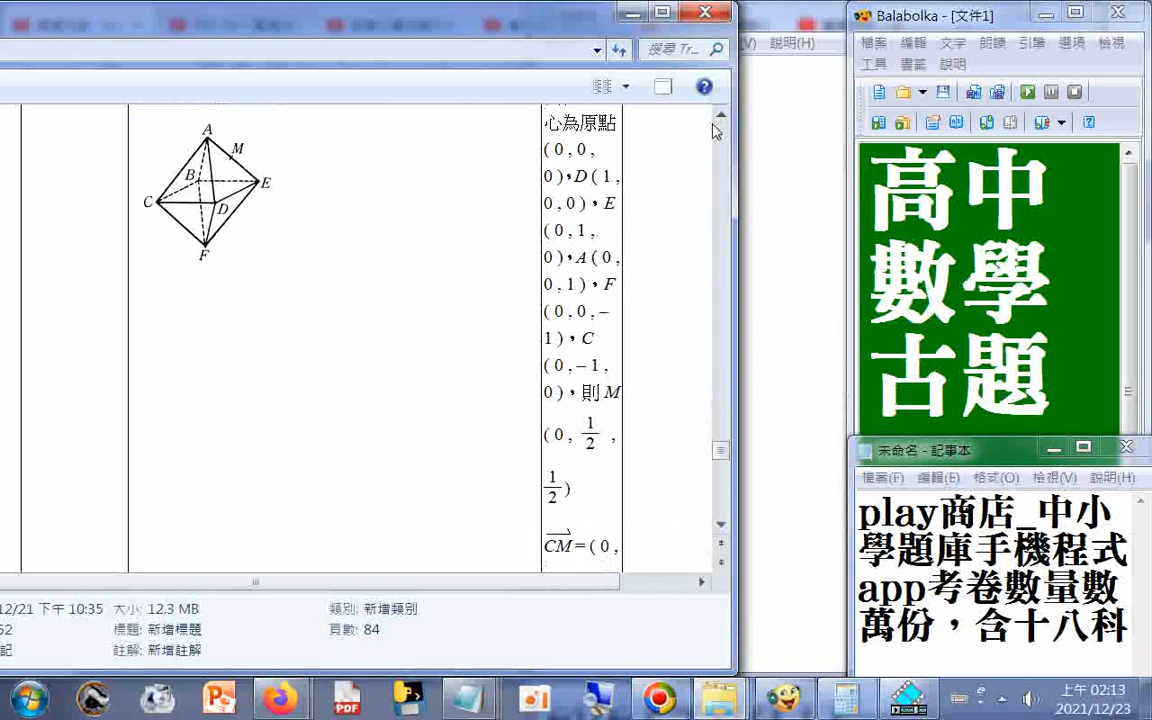 搜尋 Tr...
(V) 說明(H)
A
M
B
E
C
D
F
心為原點
( 0 , 0 ,
0 ) , D ( 1 ,
0 , 0 ) , E
( 0 , 1 ,
0 ) , A ( 0 ,
0 , 1 ) , F
( 0 , 0 , –
1 ) , C
( 0 , – 1 ,
0 ) , 則 M
( 0 , 1/2 ,
1/2 )
CM = ( 0 ,
12/21 下午 10:35 大小: 12.3 MB 類別: 新增類別
52 標題: 新增標題 頁數: 84
記 註解: 新增註解
Balabolka - [文件1]
檔案 編輯 文字 朗讀 引擎 選項 檢視
工具 書籤 說明
高中
數學
古題
未命名 - 記事本
檔案(F) 編輯(E) 格式(O) 檢視(V) 說明(H)
play商店_中小
學題庫手機程式
app考卷數量數
萬份，含十八科
上午 02:13
2021/12/23